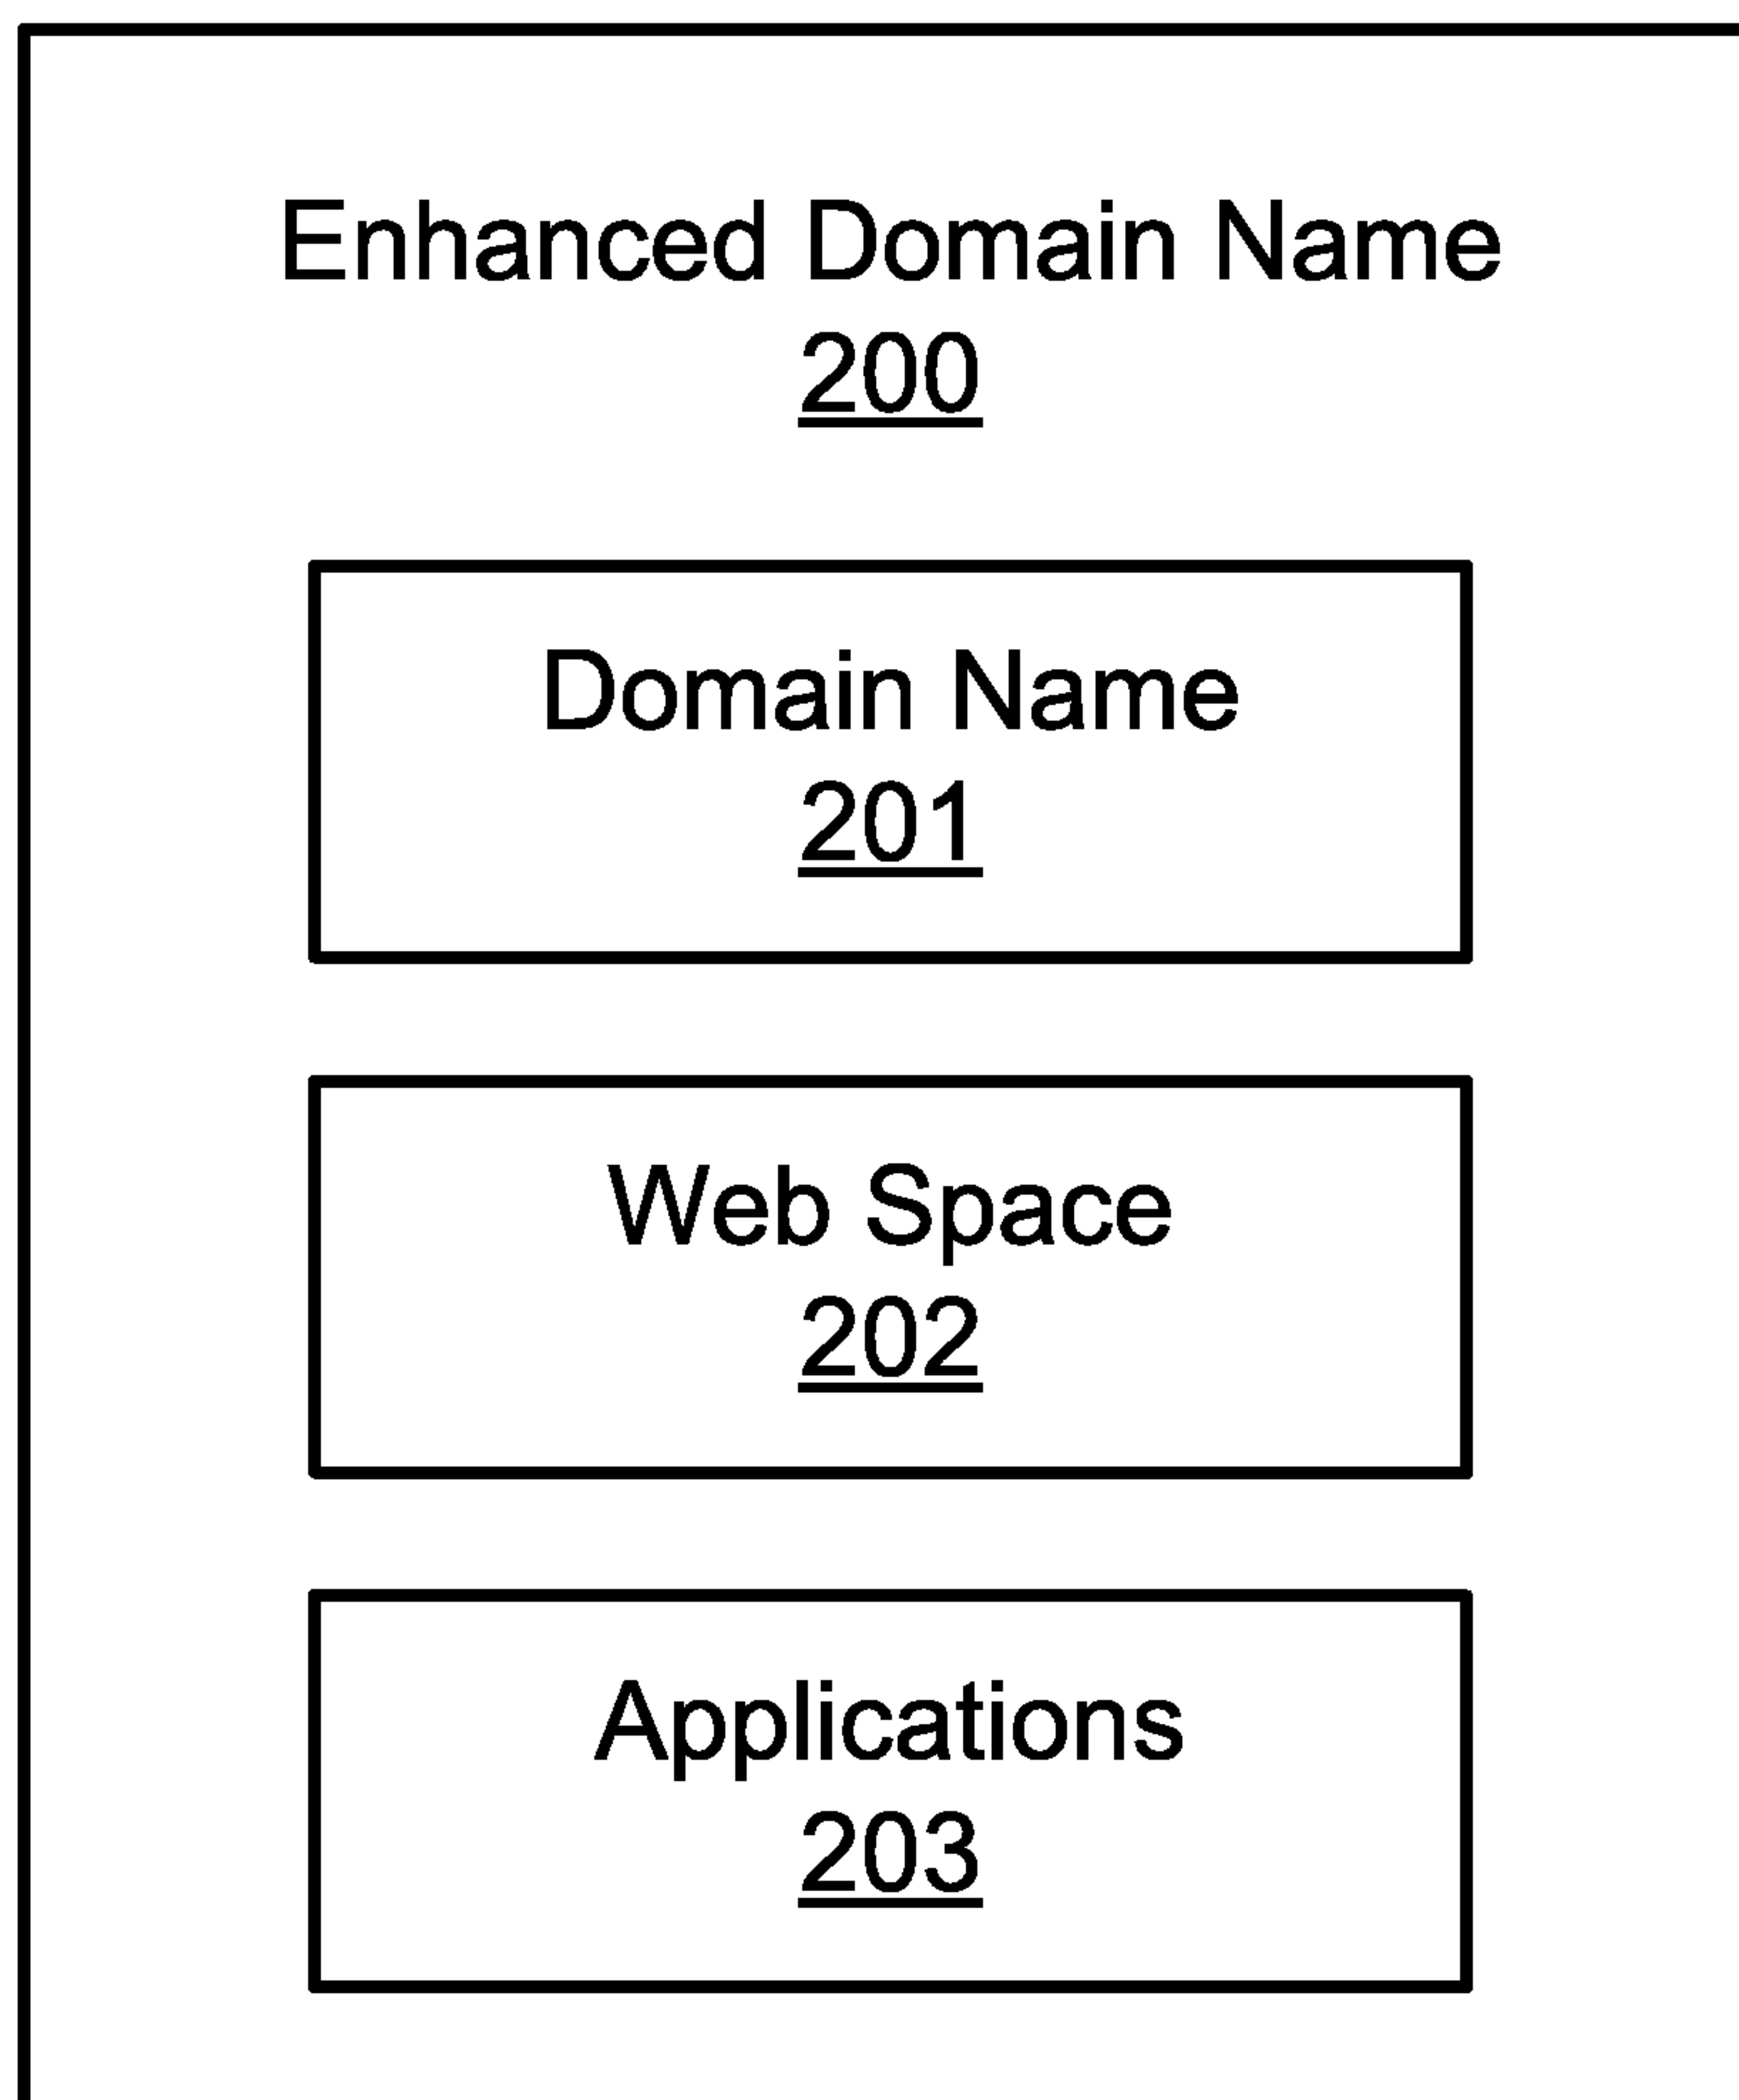 Enhanced Domain Name
200
Domain Name
201
Web Space
202
Applications
203